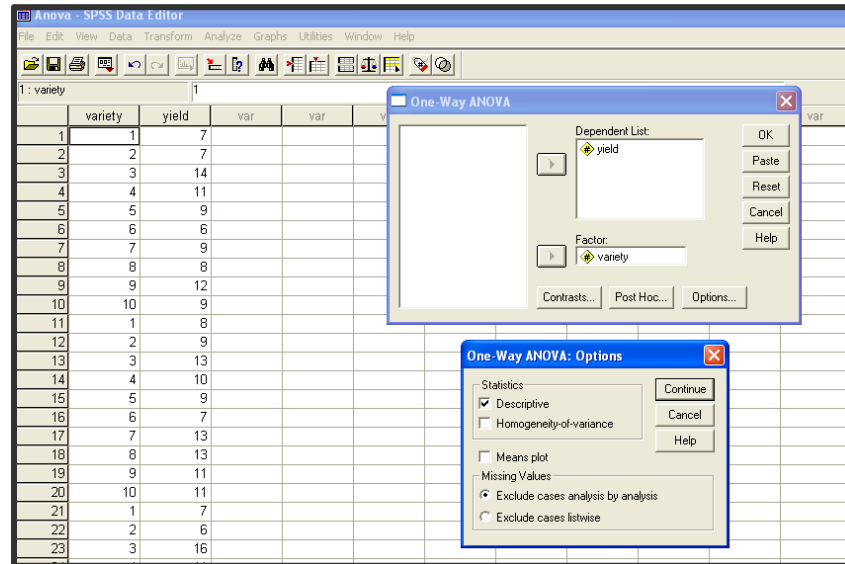 Anova - SPSS Data Editor
File Edit View Data Transform Analyze Graphs Utilities Window Help
1 : variety 1
variety yield var var v var
1 1 7
2 2 7
3 3 14
4 4 11
5 5 9
6 6 6
7 7 9
8 8 8
9 9 12
10 10 9
11 1 8
12 2 9
13 3 13
14 4 10
15 5 9
16 6 7
17 7 13
18 8 13
19 9 11
20 10 11
21 1 7
22 2 6
23 3 16
One-Way ANOVA
Dependent List:
yield
OK
Paste
Reset
Cancel
Help
Factor:
variety
Contrasts... Post Hoc... Options...
One-Way ANOVA: Options
Statistics
Descriptive
Homogeneity-of-variance
Continue
Cancel
Help
Means plot
Missing Values
Exclude cases analysis by analysis
Exclude cases listwise